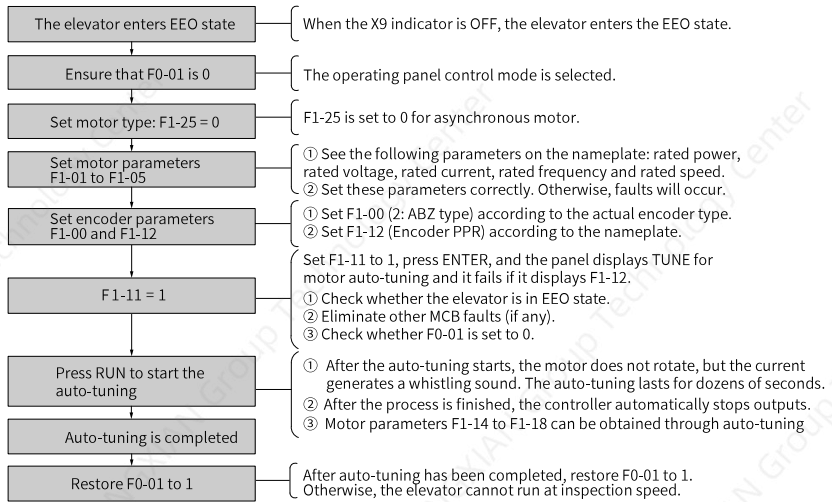 The elevator enters EEO state
When the X9 indicator is OFF, the elevator enters the EEO state.
Ensure that F0-01 is 0
The operating panel control mode is selected.
Set motor type: F1-25 = 0
F1-25 is set to 0 for asynchronous motor.
Set motor parameters
F1-01 to F1-05
① See the following parameters on the nameplate: rated power,
rated voltage, rated current, rated frequency and rated speed.
② Set these parameters correctly. Otherwise, faults will occur.
Set encoder parameters
F1-00 and F1-12
① Set F1-00 (2: ABZ type) according to the actual encoder type.
② Set F1-12 (Encoder PPR) according to the nameplate.
F1-11 = 1
Set F1-11 to 1, press ENTER, and the panel displays TUNE for
motor auto-tuning and it fails if it displays F1-12.
① Check whether the elevator is in EEO state.
② Eliminate other MCB faults (if any).
③ Check whether F0-01 is set to 0.
Press RUN to start the
auto-tuning
① After the auto-tuning starts, the motor does not rotate, but the current
generates a whistling sound. The auto-tuning lasts for dozens of seconds.
② After the process is finished, the controller automatically stops outputs.
③ Motor parameters F1-14 to F1-18 can be obtained through auto-tuning
Auto-tuning is completed
Restore F0-01 to 1
After auto-tuning has been completed, restore F0-01 to 1.
Otherwise, the elevator cannot run at inspection speed.